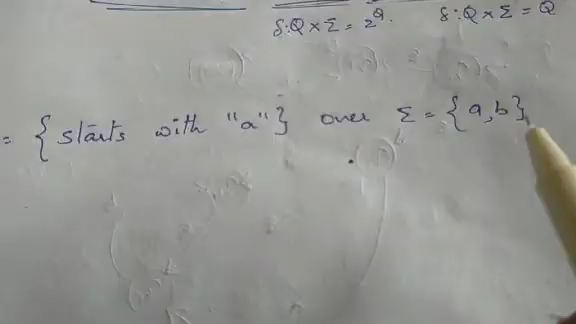 δ:Q×Σ = 2^Q. δ:Q×Σ = Q
= {starts with "a"} over Σ = {a,b}